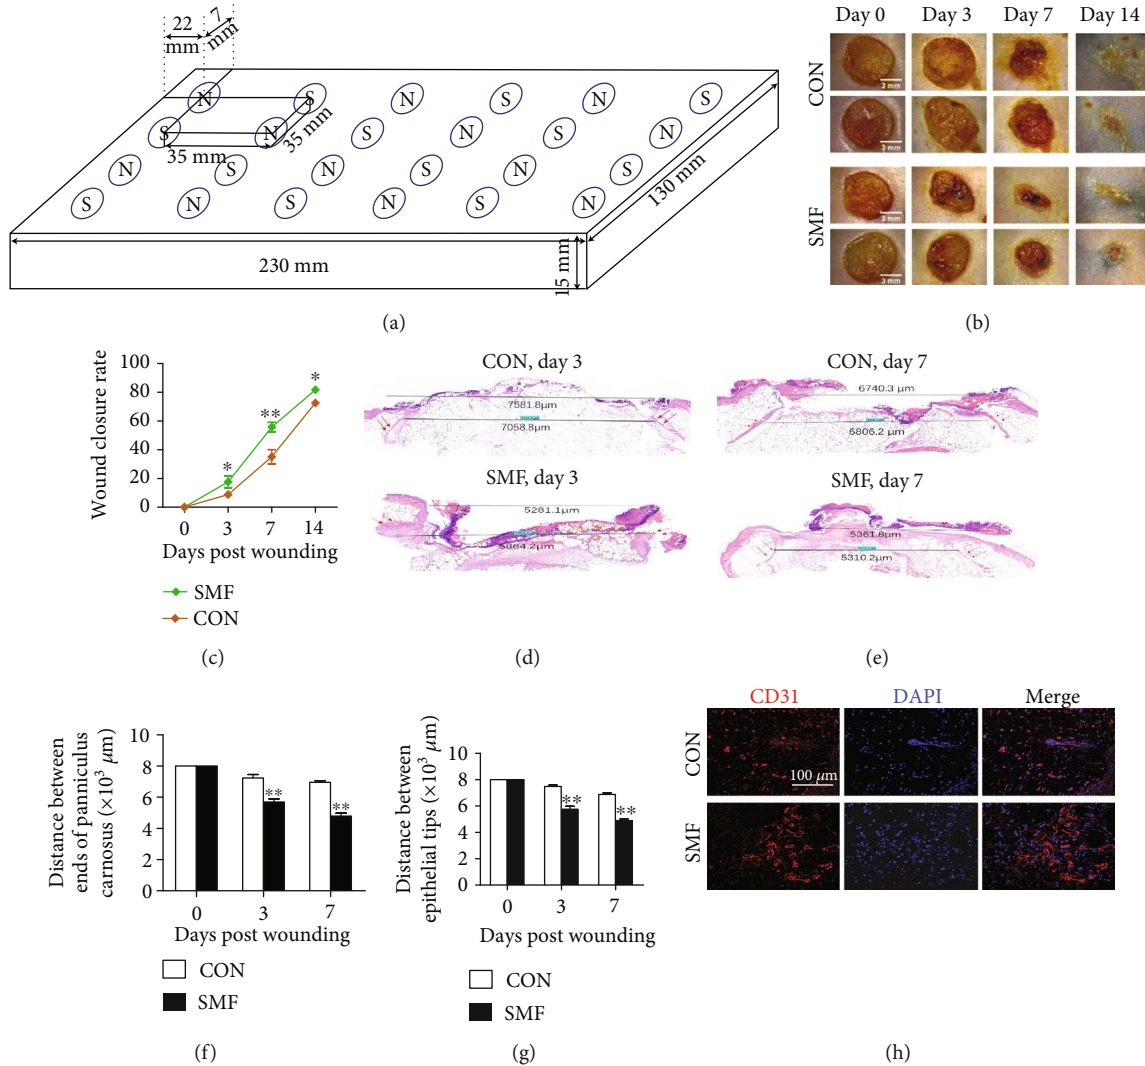 22
mm
7
mm
N S N S N S
S N S N S N
35 mm
35 mm
N S N S N S
S N S N S N
130 mm
230 mm
15 mm
(a)
Day 0 Day 3 Day 7 Day 14
CON
3 mm
3 mm
SMF
3 mm
3 mm
(b)
Wound closure rate
100
80
60
40
20
0
* ** *
0 3 7 14
Days post wounding
SMF
CON
(c)
CON, day 3
7581.8µm
7058.8µm
SMF, day 3
5281.1µm
5864.2µm
(d)
CON, day 7
6740.3 µm
6806.2 µm
SMF, day 7
5361.8µm
5310.2µm
(e)
Distance between
ends of panniculus
carnosus (×10³ µm)
10
8
6
4
2
0
** **
0 3 7
Days post wounding
CON
SMF
(f)
Distance between
epithelial tips (×10³ µm)
10
8
6
4
2
0
** **
0 3 7
Days post wounding
CON
SMF
(g)
CD31 DAPI Merge
CON
100 µm
SMF
(h)